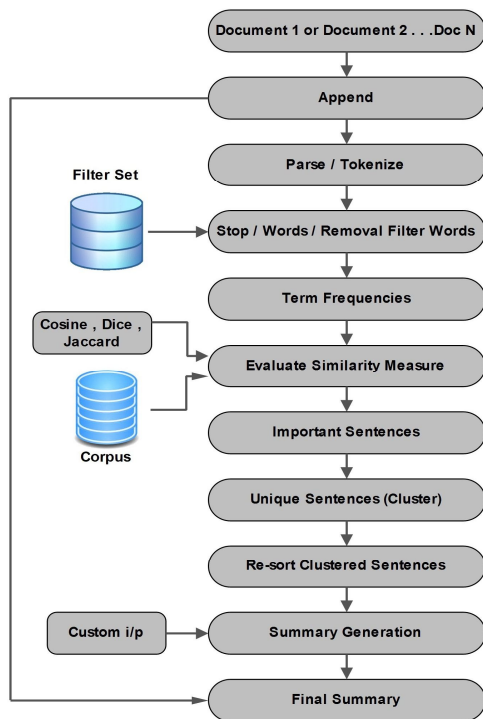 Document 1 or Document 2 . . .Doc N
Append
Parse / Tokenize
Filter Set
Stop / Words / Removal Filter Words
Term Frequencies
Cosine , Dice ,
Jaccard
Evaluate Similarity Measure
Corpus
Important Sentences
Unique Sentences (Cluster)
Re-sort Clustered Sentences
Custom i/p
Summary Generation
Final Summary